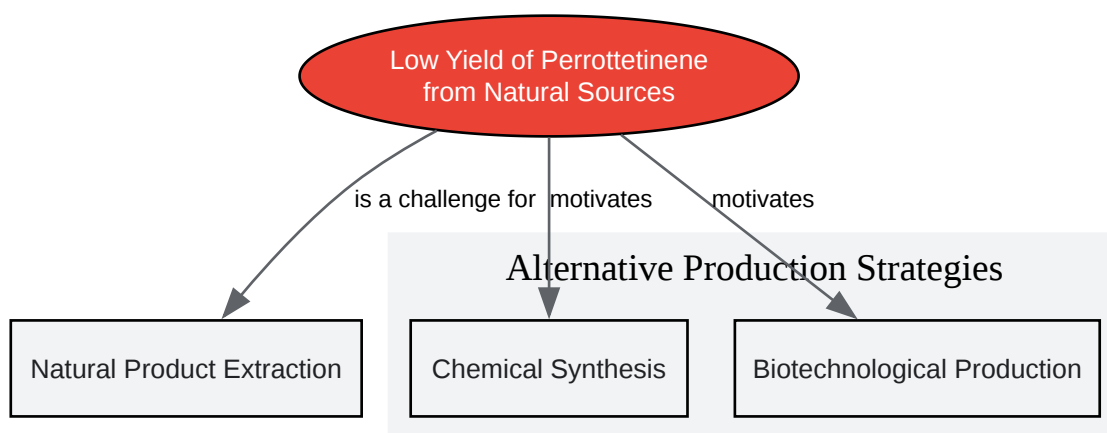 Low Yield of Perrottetinene
from Natural Sources
is a challenge for
motivates
motivates
Alternative Production Strategies
Natural Product Extraction
Chemical Synthesis
Biotechnological Production